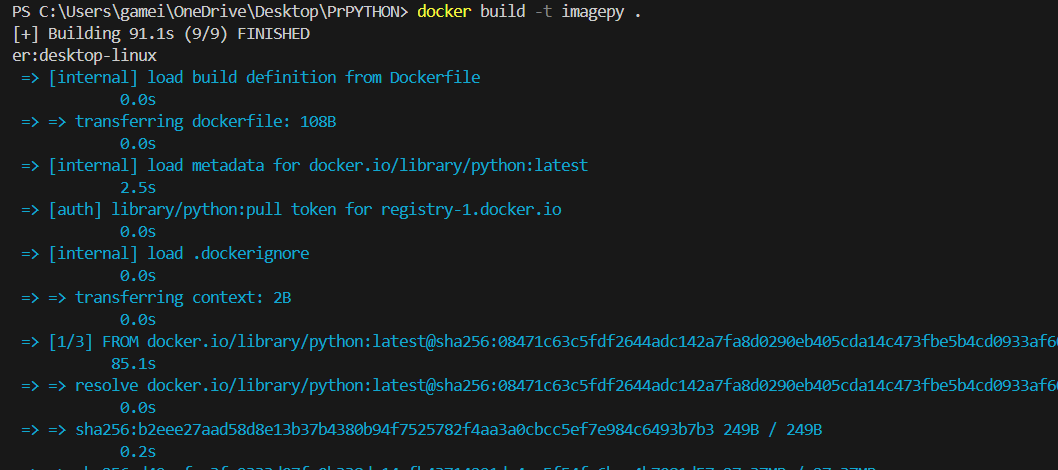 PS C:\Users\gamei\OneDrive\Desktop\PrPYTHON> docker build -t imagepy .
[+] Building 91.1s (9/9) FINISHED
er:desktop-linux
=> [internal] load build definition from Dockerfile
0.0s
=> => transferring dockerfile: 108B
0.0s
=> [internal] load metadata for docker.io/library/python:latest
2.5s
=> [auth] library/python:pull token for registry-1.docker.io
0.0s
=> [internal] load .dockerignore
0.0s
=> => transferring context: 2B
0.0s
=> [1/3] FROM docker.io/library/python:latest@sha256:08471c63c5fdf2644adc142a7fa8d0290eb405cda14c473fbe5b4cd0933af6
85.1s
=> => resolve docker.io/library/python:latest@sha256:08471c63c5fdf2644adc142a7fa8d0290eb405cda14c473fbe5b4cd0933af6
0.0s
=> => sha256:b2eee27aad58d8e13b37b4380b94f7525782f4aa3a0cbcc5ef7e984c6493b7b3 249B / 249B
0.2s